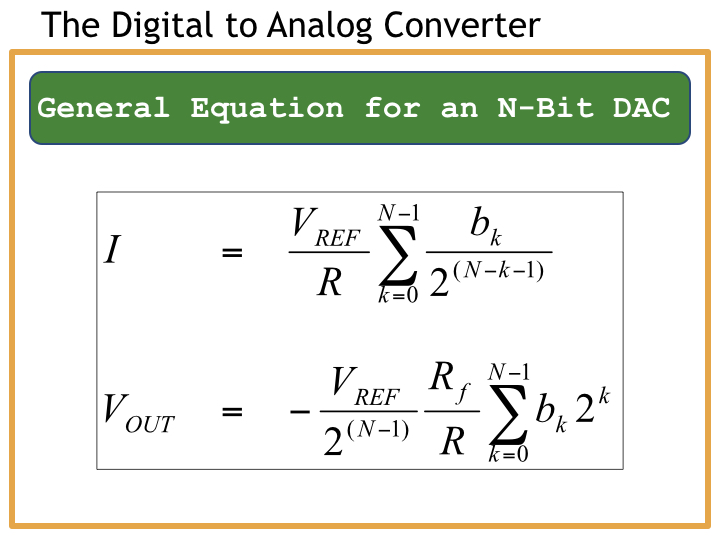 The Digital to Analog Converter
General Equation for an N-Bit DAC
I = \frac{V_{REF}}{R} \sum_{k=0}^{N-1} \frac{b_k}{2^{(N-k-1)}}
V_{OUT} = -\frac{V_{REF}}{2^{(N-1)}} \frac{R_f}{R} \sum_{k=0}^{N-1} b_k 2^k